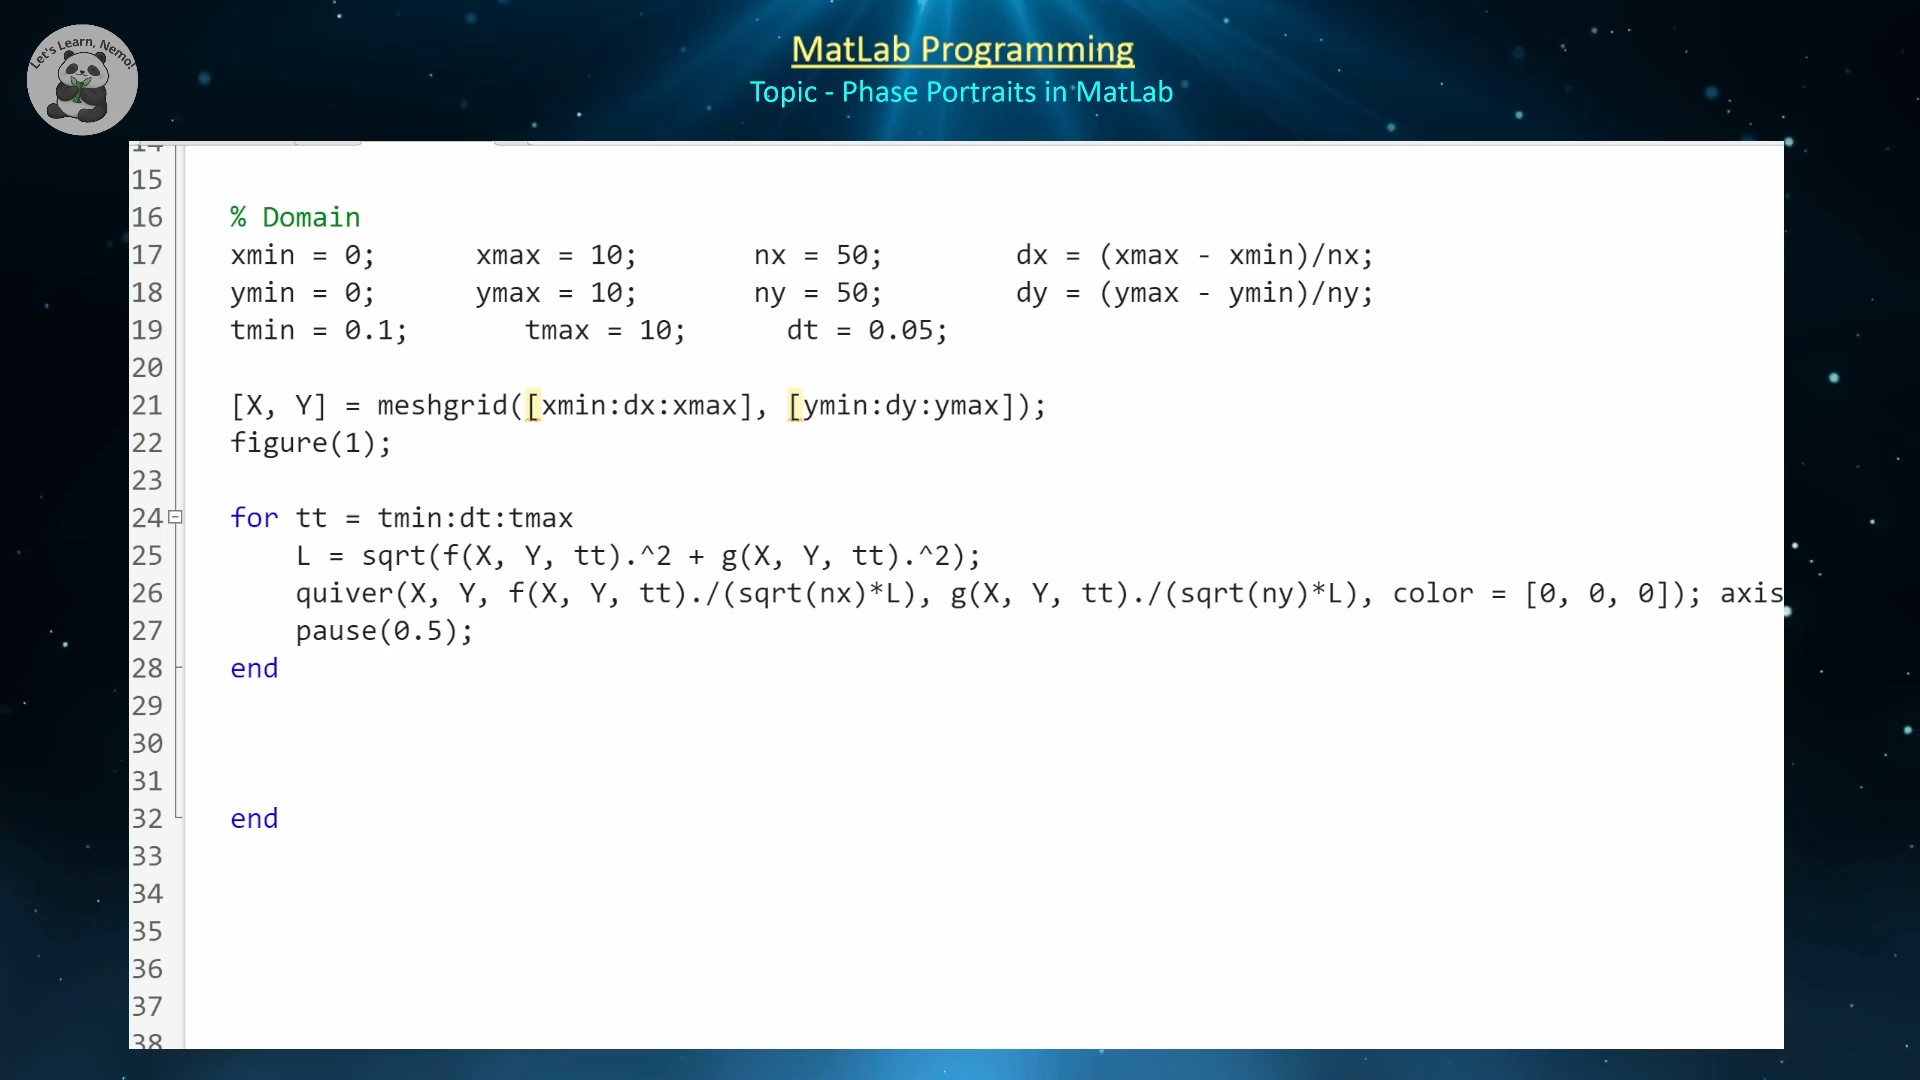 Let's Learn, Nemo!
MatLab Programming
Topic - Phase Portraits in MatLab
14
15
16 % Domain
17 xmin = 0; xmax = 10; nx = 50; dx = (xmax - xmin)/nx;
18 ymin = 0; ymax = 10; ny = 50; dy = (ymax - ymin)/ny;
19 tmin = 0.1; tmax = 10; dt = 0.05;
20
21 [X, Y] = meshgrid([xmin:dx:xmax], [ymin:dy:ymax]);
22 figure(1);
23
24 for tt = tmin:dt:tmax
25 L = sqrt(f(X, Y, tt).^2 + g(X, Y, tt).^2);
26 quiver(X, Y, f(X, Y, tt)./(sqrt(nx)*L), g(X, Y, tt)./(sqrt(ny)*L), color = [0, 0, 0]); axis
27 pause(0.5);
28 end
29
30
31
32 end
33
34
35
36
37
38